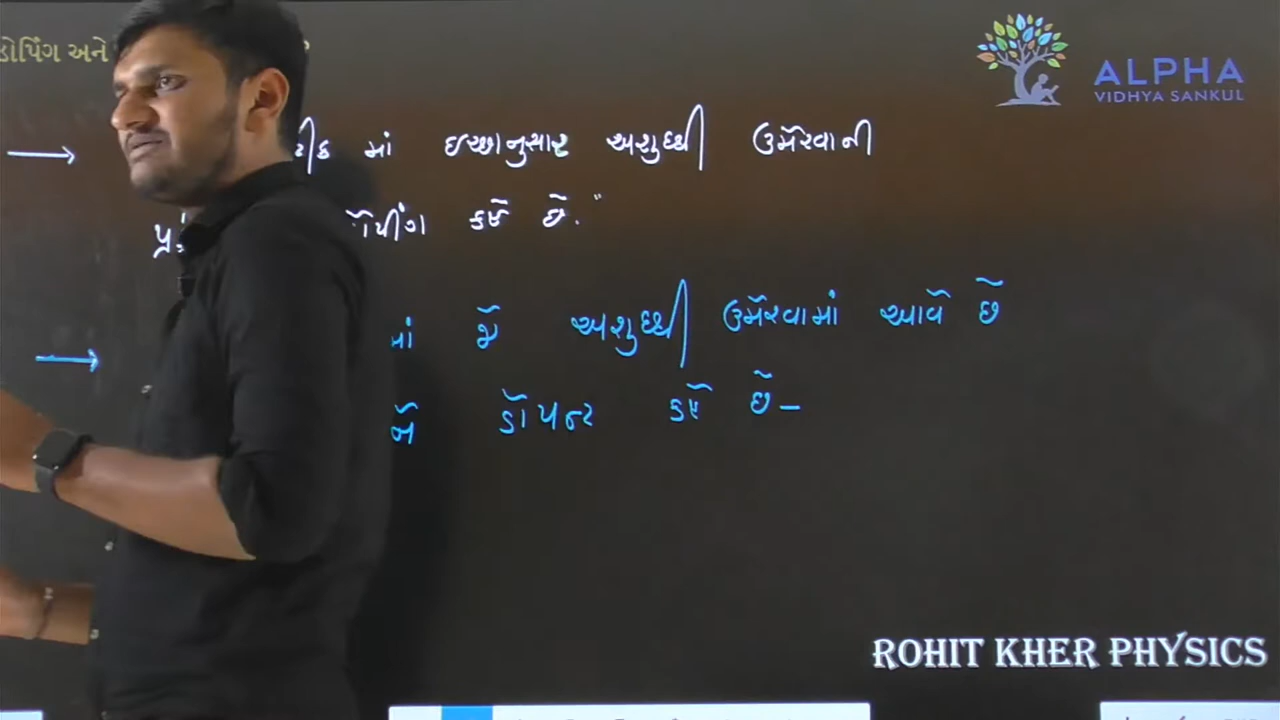 ડોપિંગ અને
ALPHA
VIDHYA SANKUL
માં ઇચ્છાનુસાર અશુધ્ધી ઉમેરવાની
કહે છે."
માં જે અશુધ્ધી ઉમેરવામાં આવે છે
ડોપન્ટ કહે છે -
ROHIT KHER PHYSICS